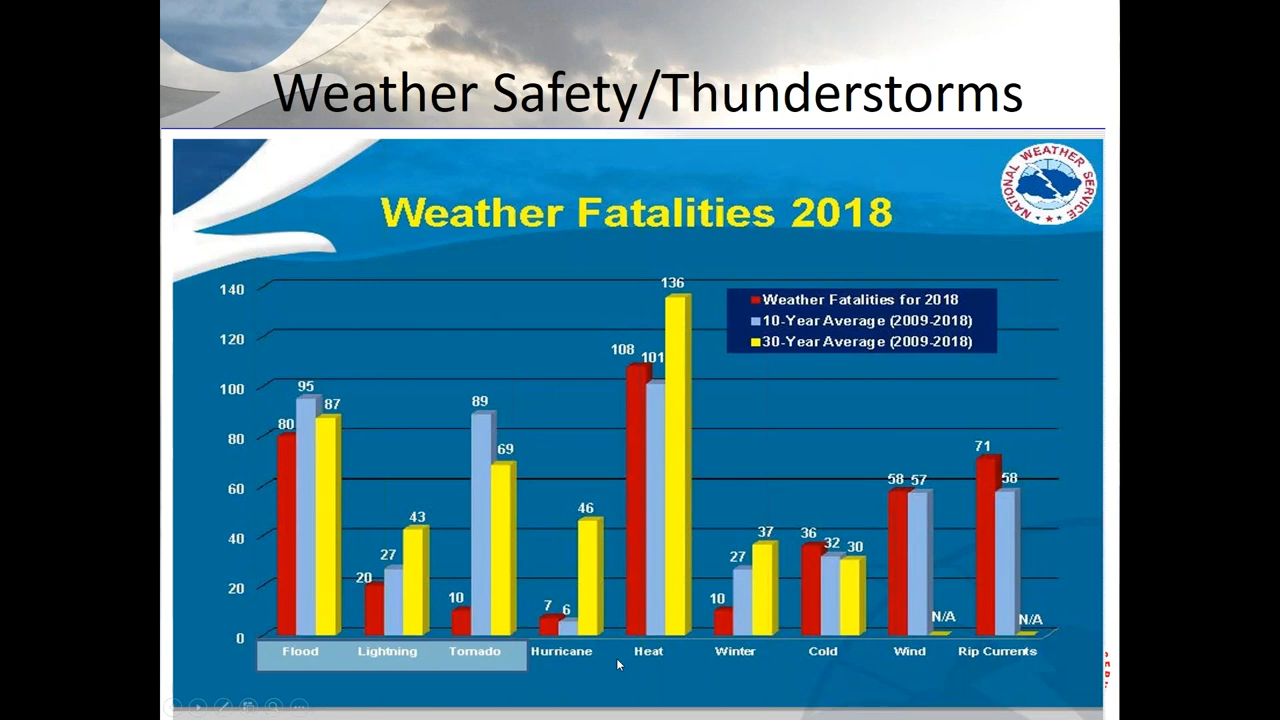 Weather Safety/Thunderstorms
NATIONAL WEATHER SERVICE
Weather Fatalities 2018
Weather Fatalities for 2018
10-Year Average (2009-2018)
30-Year Average (2009-2018)
140
120
100
80
60
40
20
0
80 95 87
20 27 43
10 89 69
7 6 46
108 101 136
10 27 37
36 32 30
58 57 N/A
71 58 N/A
Flood Lightning Tornado Hurricane Heat Winter Cold Wind Rip Currents